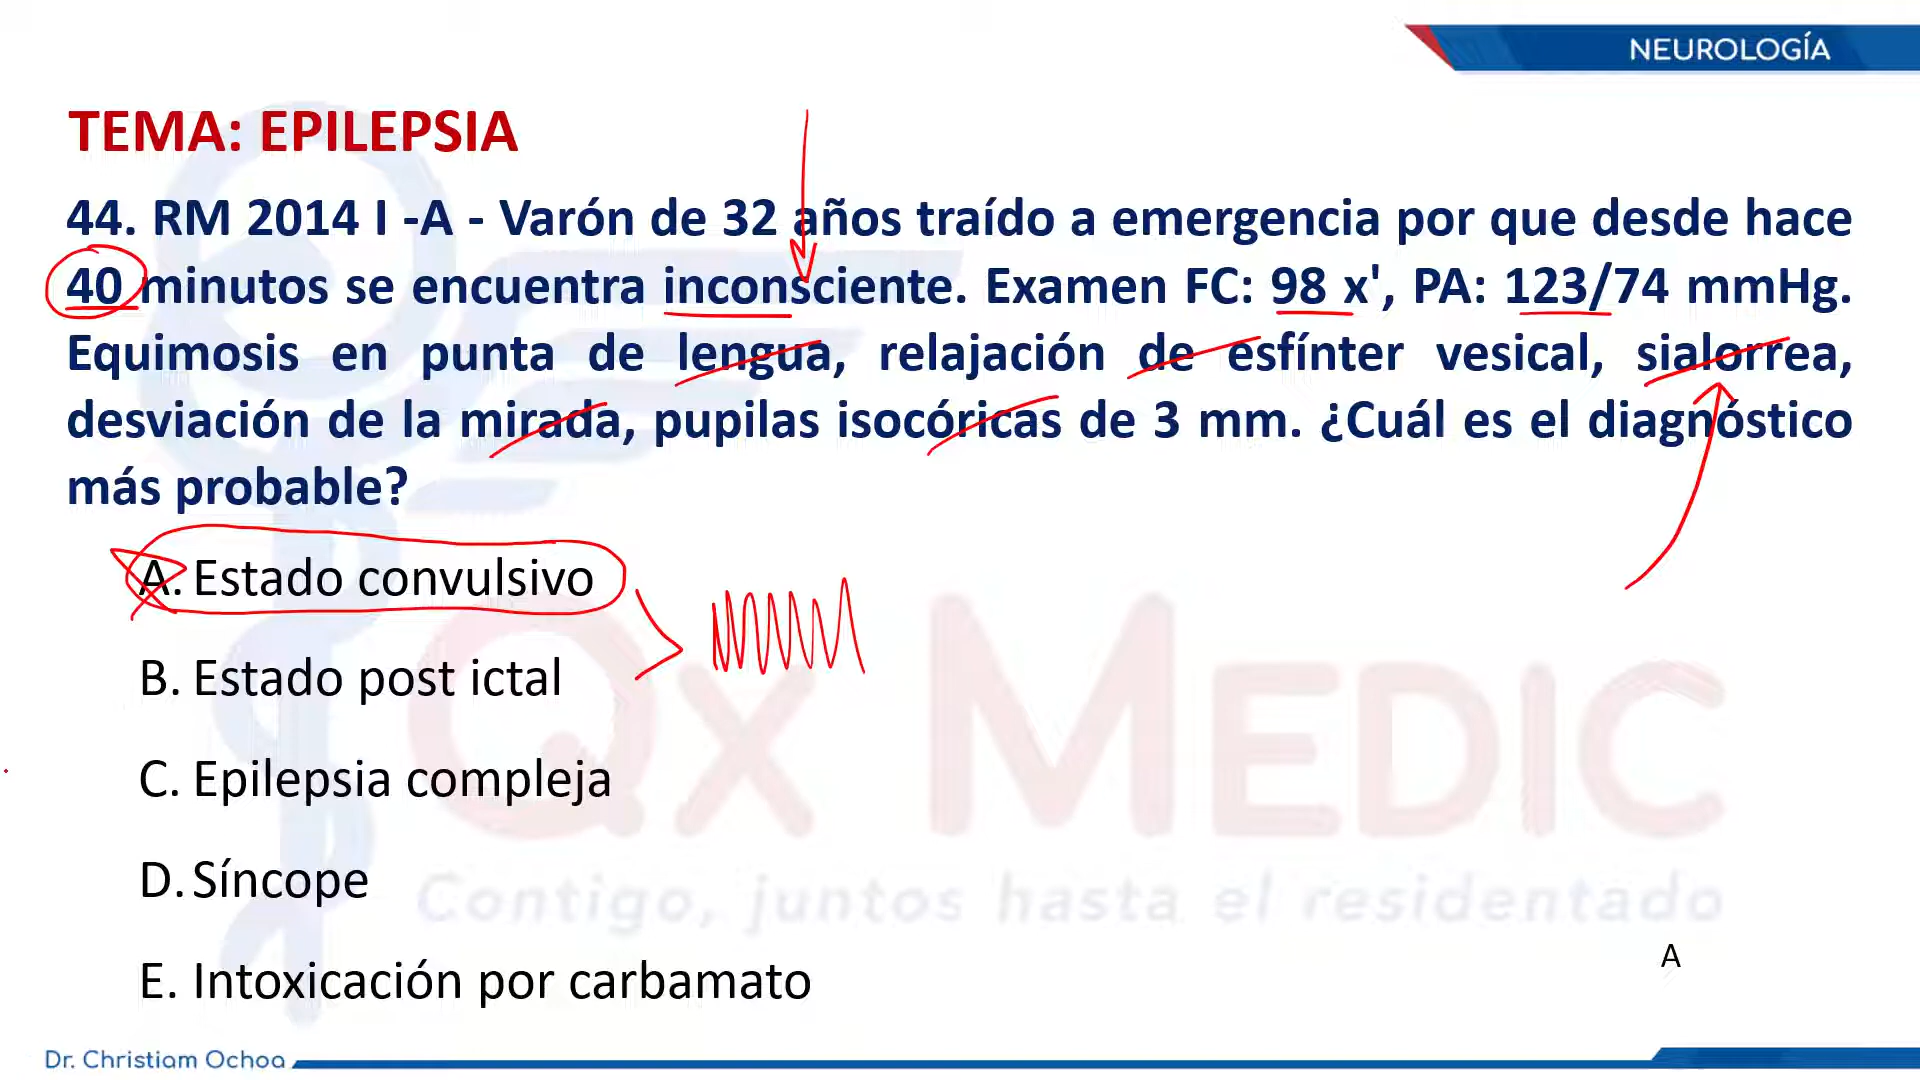 NEUROLOGÍA
TEMA: EPILEPSIA
44. RM 2014 I -A - Varón de 32 años traído a emergencia por que desde hace
40 minutos se encuentra inconsciente. Examen FC: 98 x', PA: 123/74 mmHg.
Equimosis en punta de lengua, relajación de esfínter vesical, sialorrea,
desviación de la mirada, pupilas isocóricas de 3 mm. ¿Cuál es el diagnóstico
más probable?
A. Estado convulsivo
B. Estado post ictal
C. Epilepsia compleja
D. Síncope
E. Intoxicación por carbamato
QX MEDIC
Contigo, juntos hasta el residentado
A
Dr. Christiam Ochoa